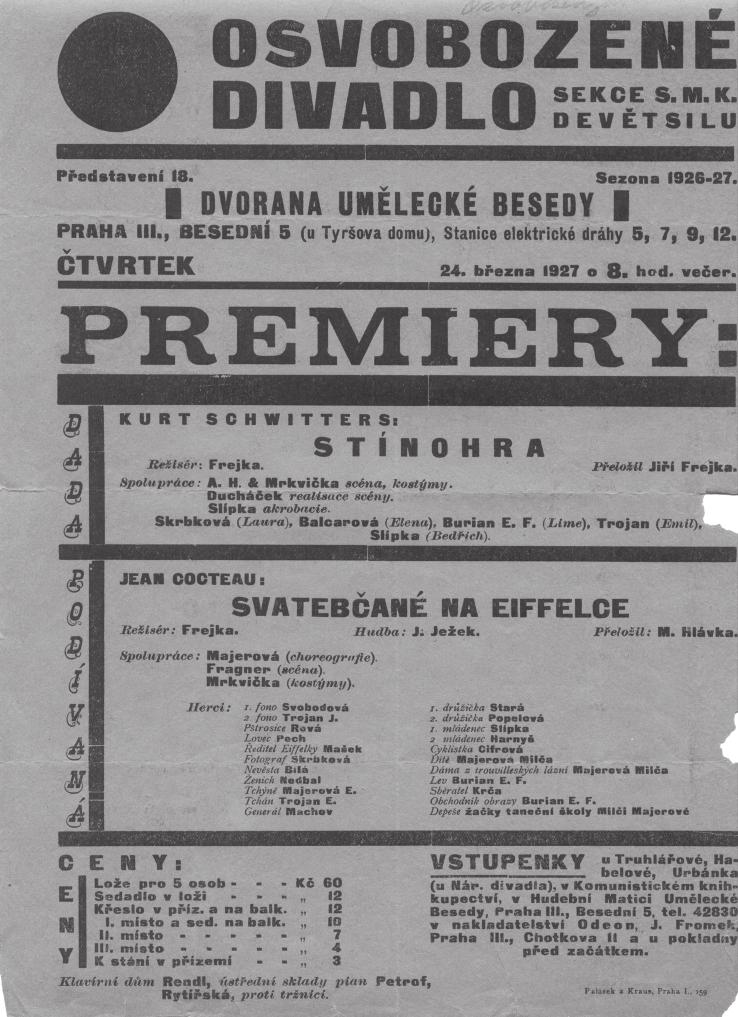 OSVOBOZENÉ
DIVADLO SEKCE S. M. K.
DEVĚTSILU
Představení 18. Sezona 1926-27.
DVORANA UMĚLECKÉ BESEDY
PRAHA III., BESEDNÍ 5 (u Tyršova domu), Stanice elektrické dráhy 5, 7, 9, 12.
ČTVRTEK 24. března 1927 o 8. hod. večer.
PREMIERY:
DADA
KURT SCHWITTERS:
STÍNOHRA
Režisér: Frejka. Přeložil Jiří Frejka.
Spolupráce: A. H. & Mrkvička scéna, kostýmy.
Ducháček realisace scény.
Slípka akrobacie.
Skrbková (Laura), Balcarová (Elena), Burian E. F. (Lime), Trojan (Emil),
Slípka (Bedřich).
PODÍVANÁ
JEAN COCTEAU:
SVATEBČANÉ NA EIFFELCE
Režisér: Frejka. Hudba: J. Ježek. Přeložil: M. Hlávka.
Spolupráce: Majerová (choreografie).
Fragner (scéna).
Mrkvička (kostýmy).
Herci: 1. fono Svobodová
2 fono Trojan J.
Pštrosice Rová
Lovec Pech
Ředitel Eiffelky Mašek
Fotograf Skrbková
Nevěsta Bílá
Ženich Nedbal
Tchýně Majerová E.
Tchán Trojan E.
Generál Machov
1. družička Stará
2. družička Popelová
1. mládenec Slípka
2 mládenec Harnyš
Cyklistka Cifrová
Dítě Majerová Milča
Dáma z trouvilleských lázní Majerová Milča
Lev Burian E. F.
Sběratel Krča
Obchodník obrazy Burian E. F.
Depeše žačky taneční školy Milči Majerové
CENY:
CENY
Lože pro 5 osob - - - Kč 60
Sedadlo v loži - - - „ 12
Křeslo v příz. a na balk. - „ 12
I. místo a sed. na balk. - „ 10
II. místo - - - - - „ 7
III. místo - - - - - „ 4
K stání v přízemí - - „ 3
VSTUPENKY u Truhlářové, Ha-
belové, Urbánka
(u Nár. divadla), v Komunistickém knih-
kupectví, v Hudební Matici Umělecké
Besedy, Praha III., Besední 5, tel. 42830
v nakladatelství Odeon, J. Fromek,
Praha III., Chotkova 11 a u pokladny
před začátkem.
Klavírní dům Rendl, ústřední sklady pian Petrof,
Rytířská, proti tržnici.
Palásek a Kraus, Praha I., 159